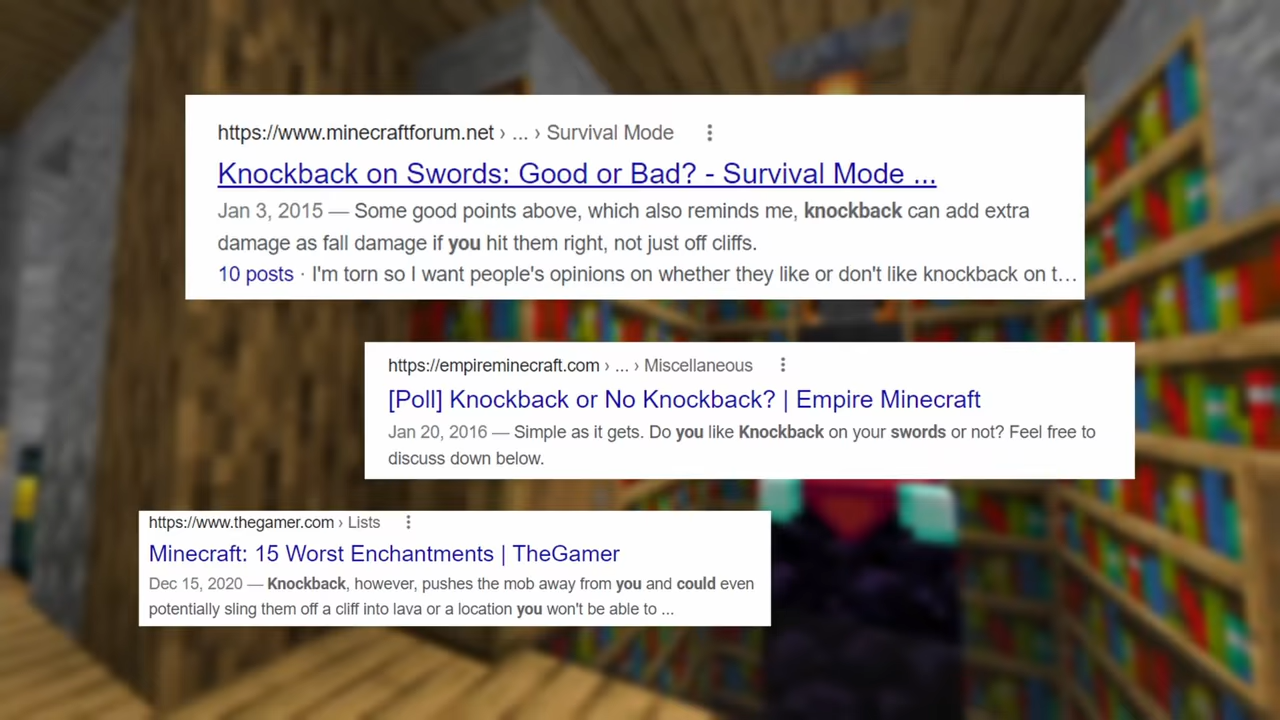 https://www.minecraftforum.net › ... › Survival Mode
Knockback on Swords: Good or Bad? - Survival Mode ...
Jan 3, 2015 — Some good points above, which also reminds me, knockback can add extra
damage as fall damage if you hit them right, not just off cliffs.
10 posts · I'm torn so I want people's opinions on whether they like or don't like knockback on t...
https://empireminecraft.com › ... › Miscellaneous
[Poll] Knockback or No Knockback? | Empire Minecraft
Jan 20, 2016 — Simple as it gets. Do you like Knockback on your swords or not? Feel free to
discuss down below.
https://www.thegamer.com › Lists
Minecraft: 15 Worst Enchantments | TheGamer
Dec 15, 2020 — Knockback, however, pushes the mob away from you and could even
potentially sling them off a cliff into lava or a location you won't be able to ...